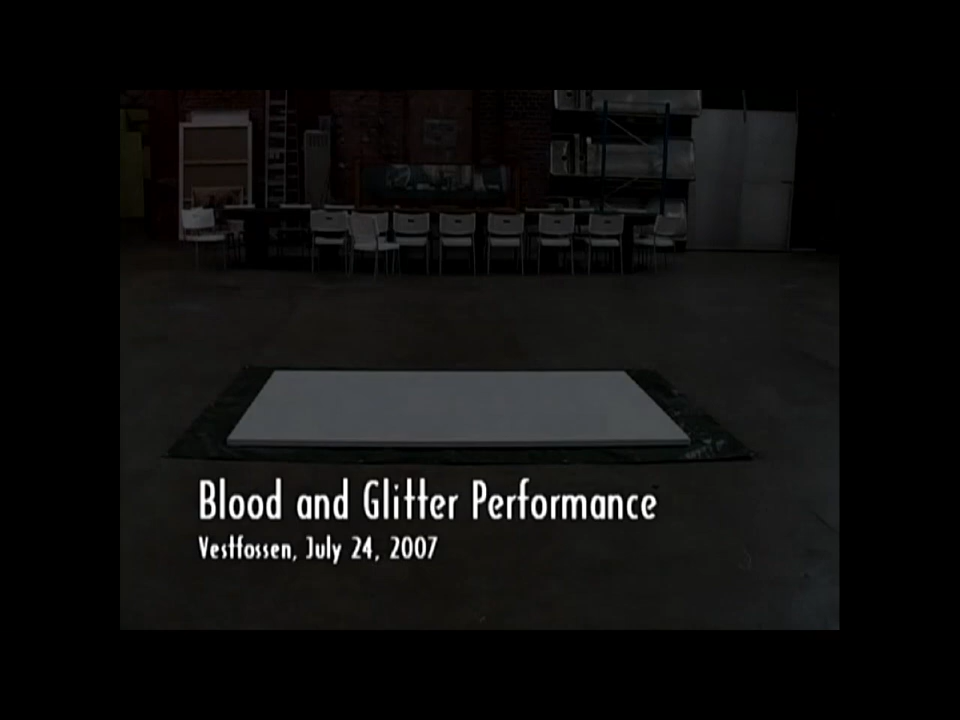 Blood and Glitter Performance
Vestfossen, July 24, 2007